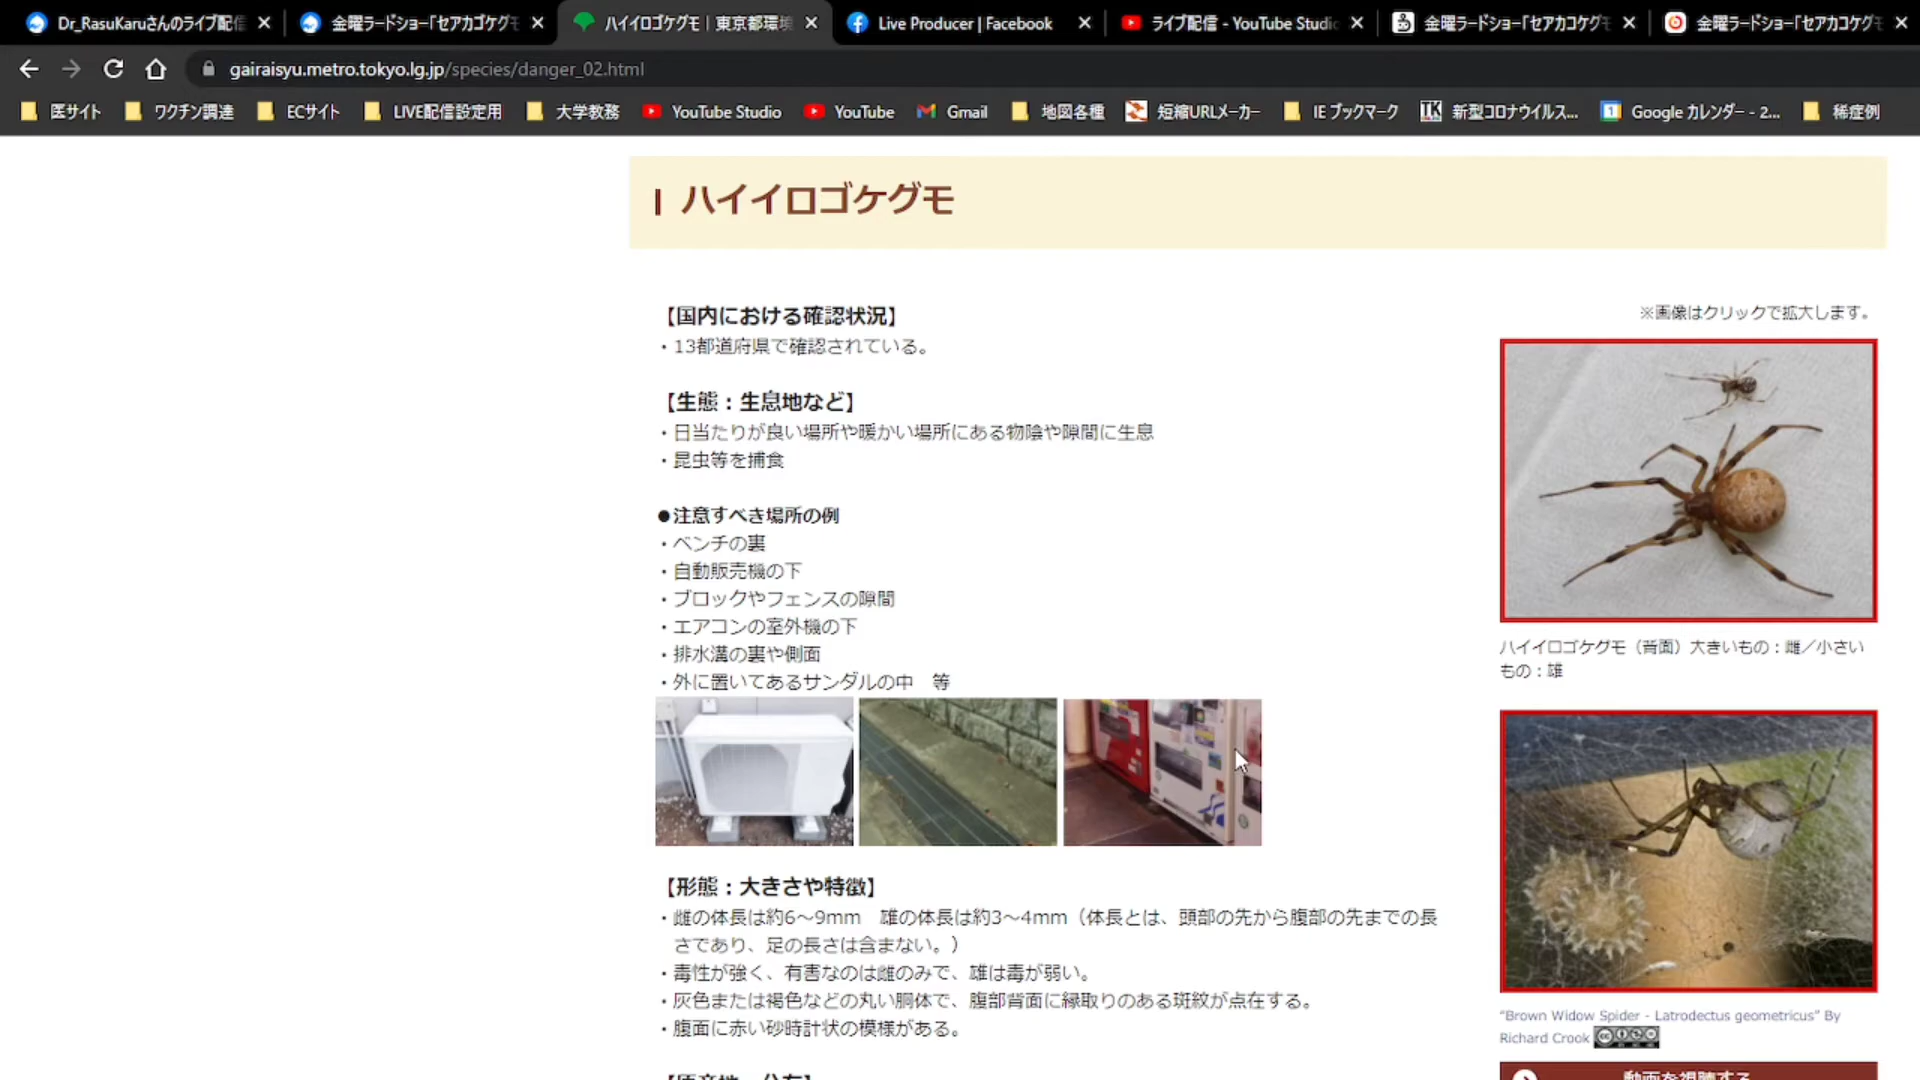 Dr_RasuKaruさんのライブ配信
金曜ラードショー「セアカゴケグモ
ハイイロゴケグモ｜東京都環境
Live Producer | Facebook
ライブ配信 - YouTube Studio
金曜ラードショー「セアカコケグモ
金曜ラードショー「セアカコケグモ
gairaisyu.metro.tokyo.lg.jp/species/danger_02.html
医サイト
ワクチン調達
ECサイト
LIVE配信設定用
大学教務
YouTube Studio
YouTube
Gmail
地図各種
短縮URLメーカー
IE ブックマーク
新型コロナウイルス...
Google カレンダー - 2...
稀症例
ハイイロゴケグモ
【国内における確認状況】
・13都道府県で確認されている。
【生態：生息地など】
・日当たりが良い場所や暖かい場所にある物陰や隙間に生息
・昆虫等を捕食
●注意すべき場所の例
・ベンチの裏
・自動販売機の下
・ブロックやフェンスの隙間
・エアコンの室外機の下
・排水溝の裏や側面
・外に置いてあるサンダルの中　等
【形態：大きさや特徴】
・雌の体長は約6～9mm　雄の体長は約3～4mm（体長とは、頭部の先から腹部の先までの長
さであり、足の長さは含まない。）
・毒性が強く、有害なのは雌のみで、雄は毒が弱い。
・灰色または褐色などの丸い胴体で、腹部背面に縁取りのある斑紋が点在する。
・腹面に赤い砂時計状の模様がある。
【原産地・分布】
※画像はクリックで拡大します。
ハイイロゴケグモ（背面）大きいもの：雌／小さい
もの：雄
“Brown Widow Spider - Latrodectus geometricus” By
Richard Crook
動画を視聴する